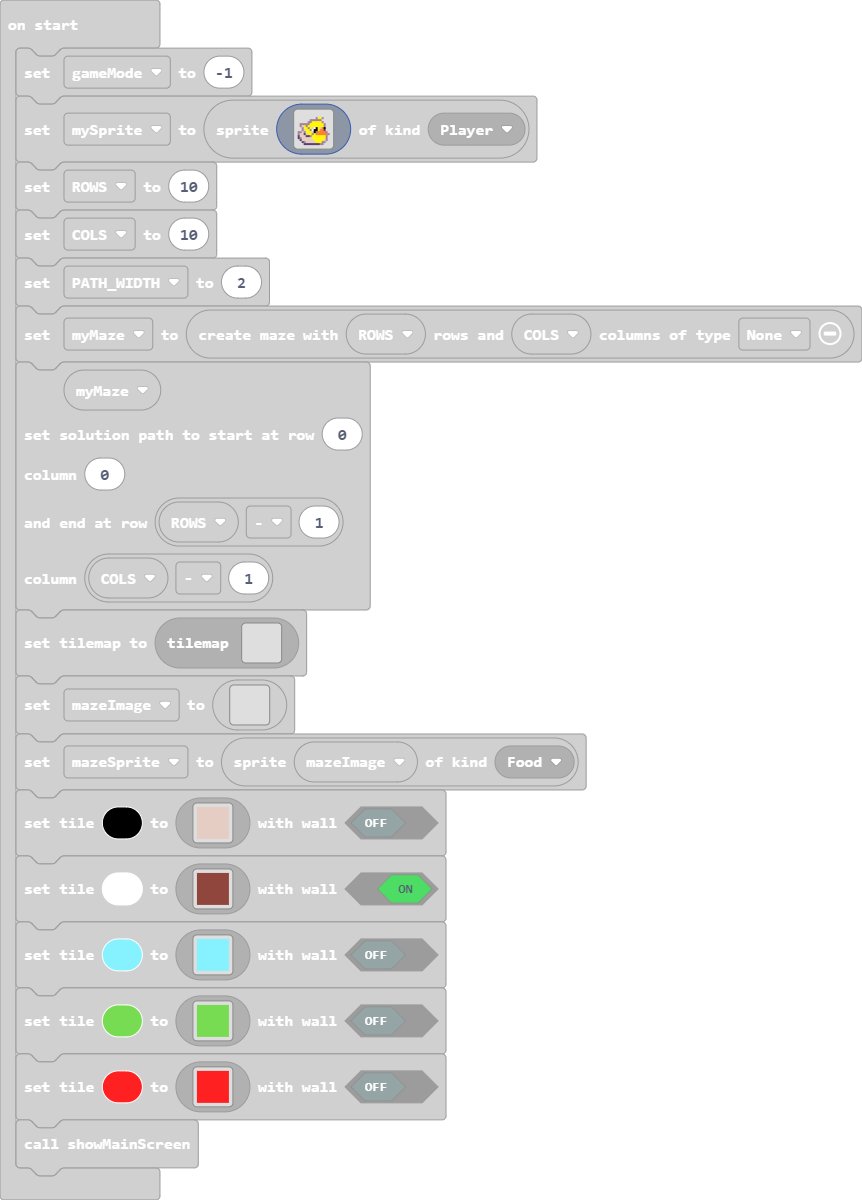 on start
set gameMode to -1
set mySprite to sprite of kind Player
set ROWS to 10
set COLS to 10
set PATH_WIDTH to 2
set myMaze to create maze with ROWS rows and COLS columns of type None
myMaze
set solution path to start at row 0
column 0
and end at row ROWS - 1
column COLS - 1
set tilemap to tilemap
set mazeImage to
set mazeSprite to sprite mazeImage of kind Food
set tile to with wall OFF
set tile to with wall ON
set tile to with wall OFF
set tile to with wall OFF
set tile to with wall OFF
call showMainScreen